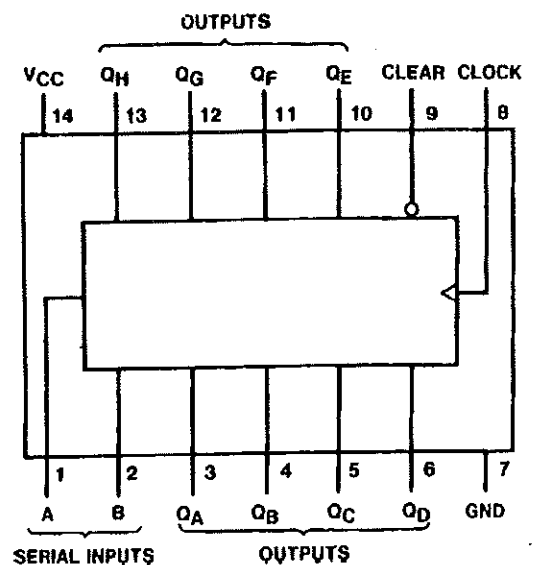 OUTPUTS
VCC QH QG QF QE CLEAR CLOCK
14 13 12 11 10 9 8
1 2 3 4 5 6 7
A B QA QB QC QD GND
SERIAL INPUTS OUTPUTS